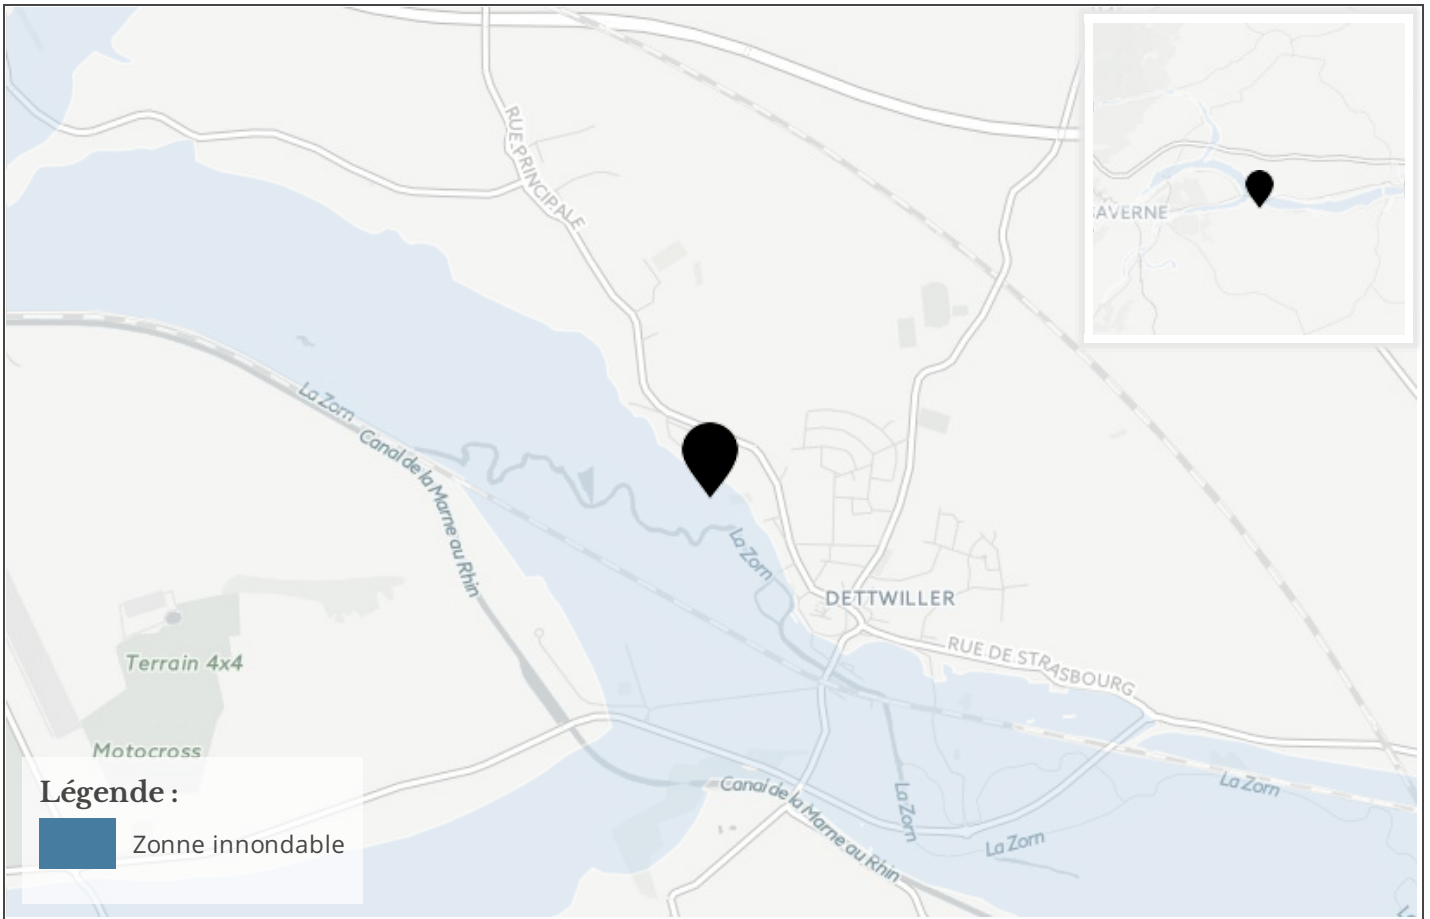 RUE PRINCIPALE
AVERNE
La Zorn
Canal de la Marne au Rhin
La Zorn
DETTWILLER
RUE DE STRASBOURG
Terrain 4x4
Motocross
Légende :
Zonne innondable
Canal de la Marne au Rhin
La Zorn
La Zorn
La Zorn